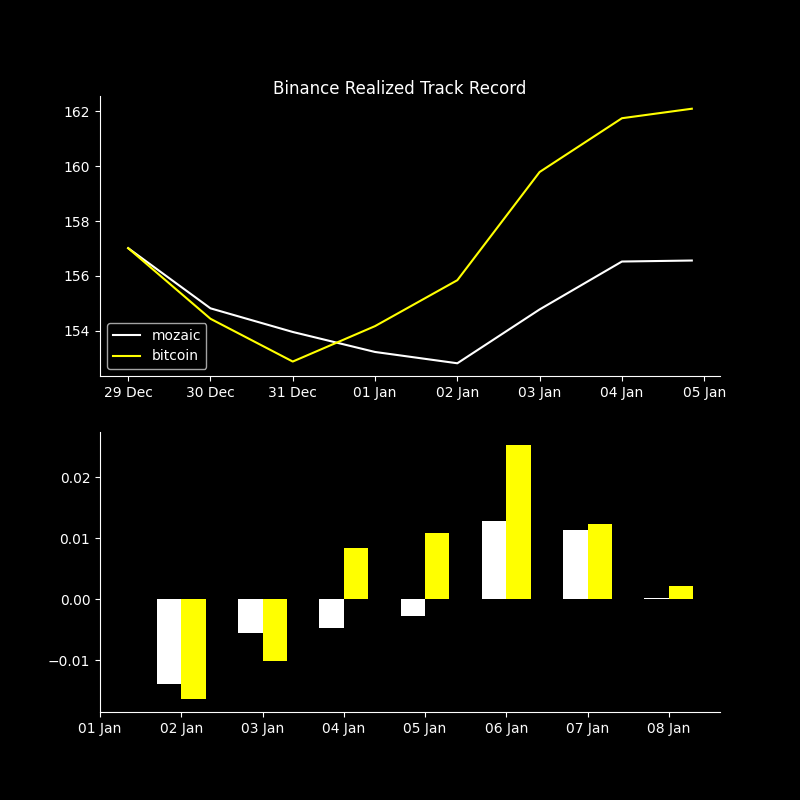 Binance Realized Track Record
162
160
158
156
154
mozaic
bitcoin
29 Dec 30 Dec 31 Dec 01 Jan 02 Jan 03 Jan 04 Jan 05 Jan
0.02
0.01
0.00
−0.01
01 Jan 02 Jan 03 Jan 04 Jan 05 Jan 06 Jan 07 Jan 08 Jan